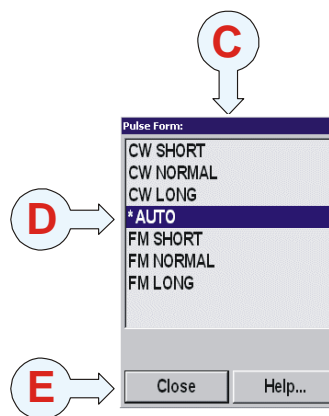 C
Pulse Form:
CW SHORT
CW NORMAL
CW LONG
D
*AUTO
FM SHORT
FM NORMAL
FM LONG
E
Close Help...